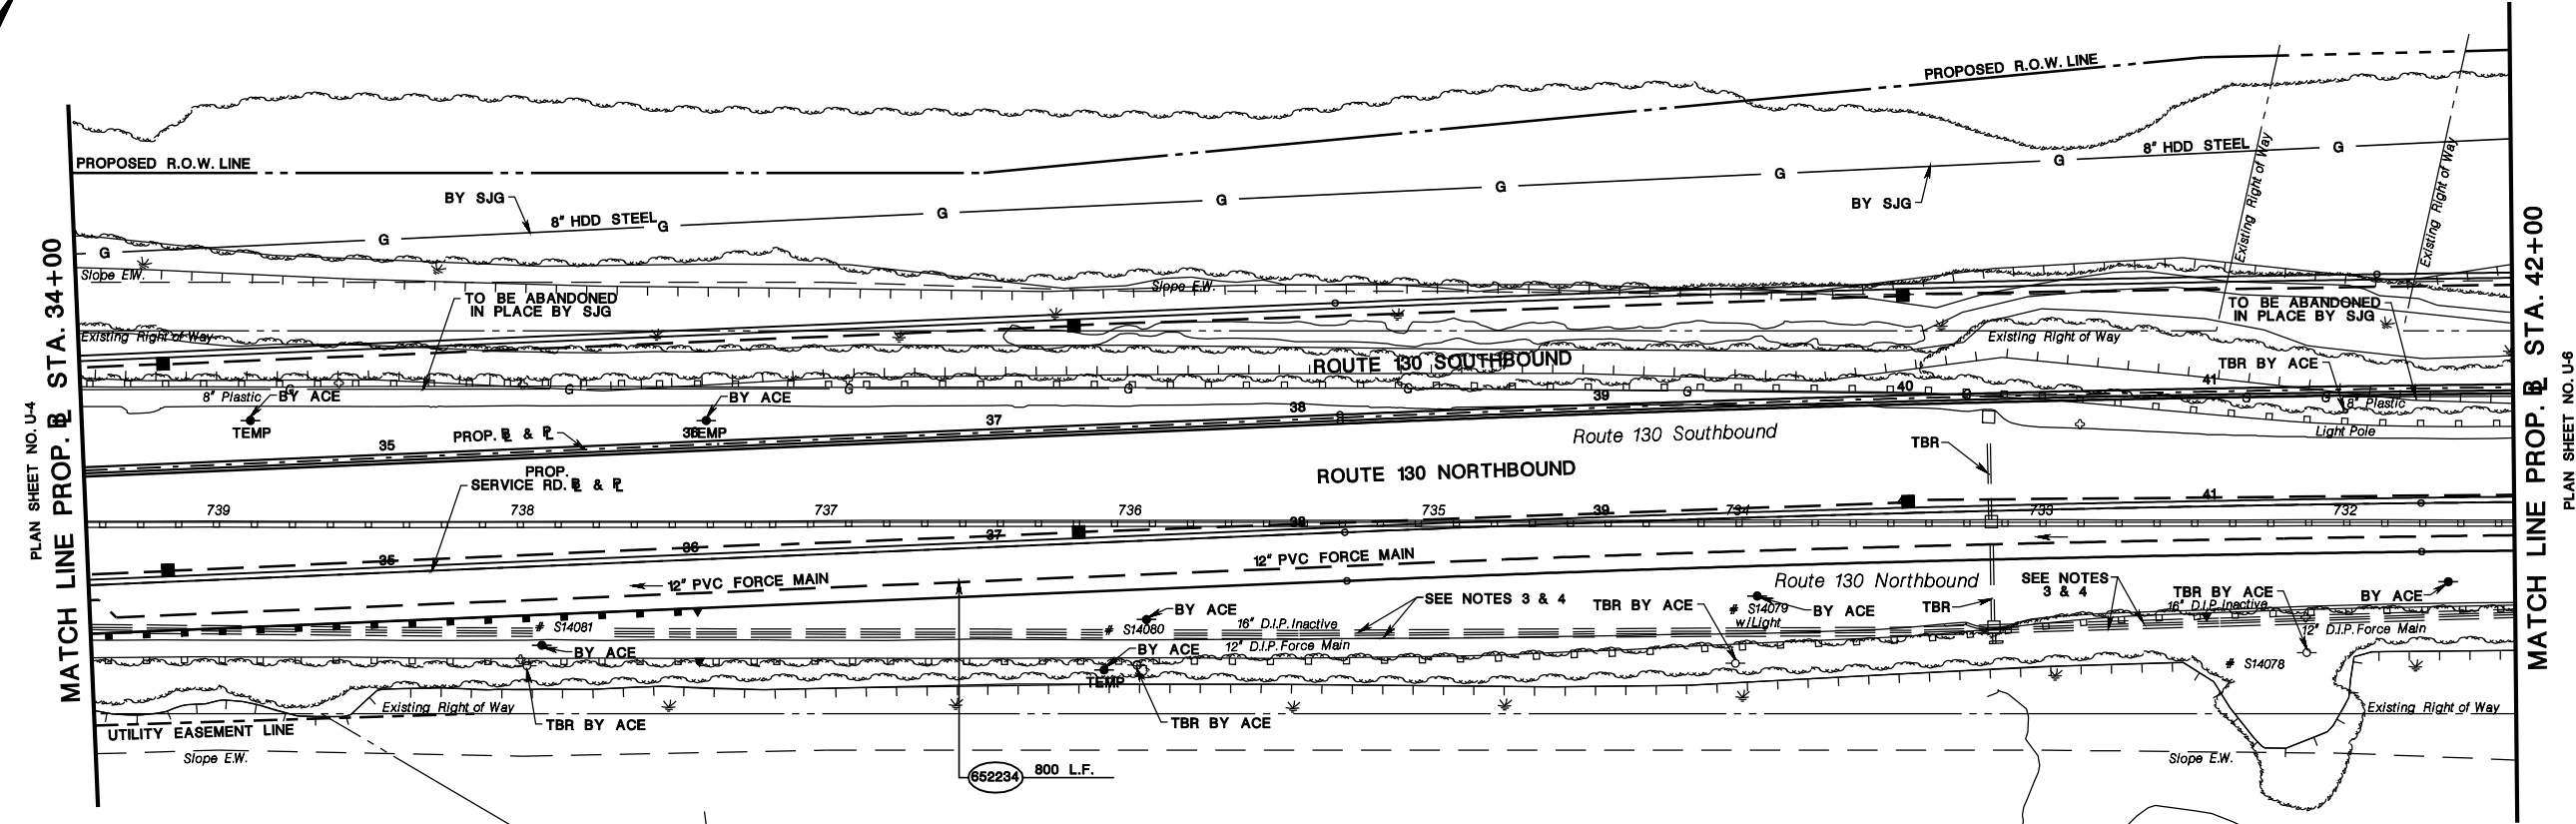 PROPOSED R.O.W. LINE
PROPOSED R.O.W. LINE
8" HDD STEEL
G
G
G
G
BY SJG
BY SJG
8" HDD STEEL
G
G
G
G
G
Existing Right of Way
Existing Right of Way
Slope E.W.
Slope E.W.
TO BE ABANDONED
IN PLACE BY SJG
TO BE ABANDONED
IN PLACE BY SJG
Existing Right of Way
Existing Right of Way
ROUTE 130 SOUTHBOUND
TBR BY ACE
G
G
G
G
G
G
G
G
8" Plastic
BY ACE
BY ACE
8" Plastic
TEMP
TEMP
35
36
37
38
39
40
41
PROP. BL & PL
Route 130 Southbound
TBR
Light Pole
PROP.
SERVICE RD. BL & PL
ROUTE 130 NORTHBOUND
739
738
737
736
735
734
733
732
35
36
37
38
39
41
12" PVC FORCE MAIN
12" PVC FORCE MAIN
Route 130 Northbound
SEE NOTES
3 & 4
SEE NOTES 3 & 4
BY ACE
TBR BY ACE
# S14079
w/Light
BY ACE
TBR
TBR BY ACE
BY ACE
# S14081
# S14080
16" D.I.P. Inactive
16" D.I.P. Inactive
12" D.I.P. Force Main
12" D.I.P. Force Main
BY ACE
BY ACE
TEMP
# S14078
Existing Right of Way
Existing Right of Way
TBR BY ACE
TBR BY ACE
UTILITY EASEMENT LINE
Slope E.W.
Slope E.W.
652234
800 L.F.
PLAN SHEET NO. U-4
MATCH LINE PROP. BL STA. 34+00
MATCH LINE PROP. BL STA. 42+00
PLAN SHEET NO. U-6